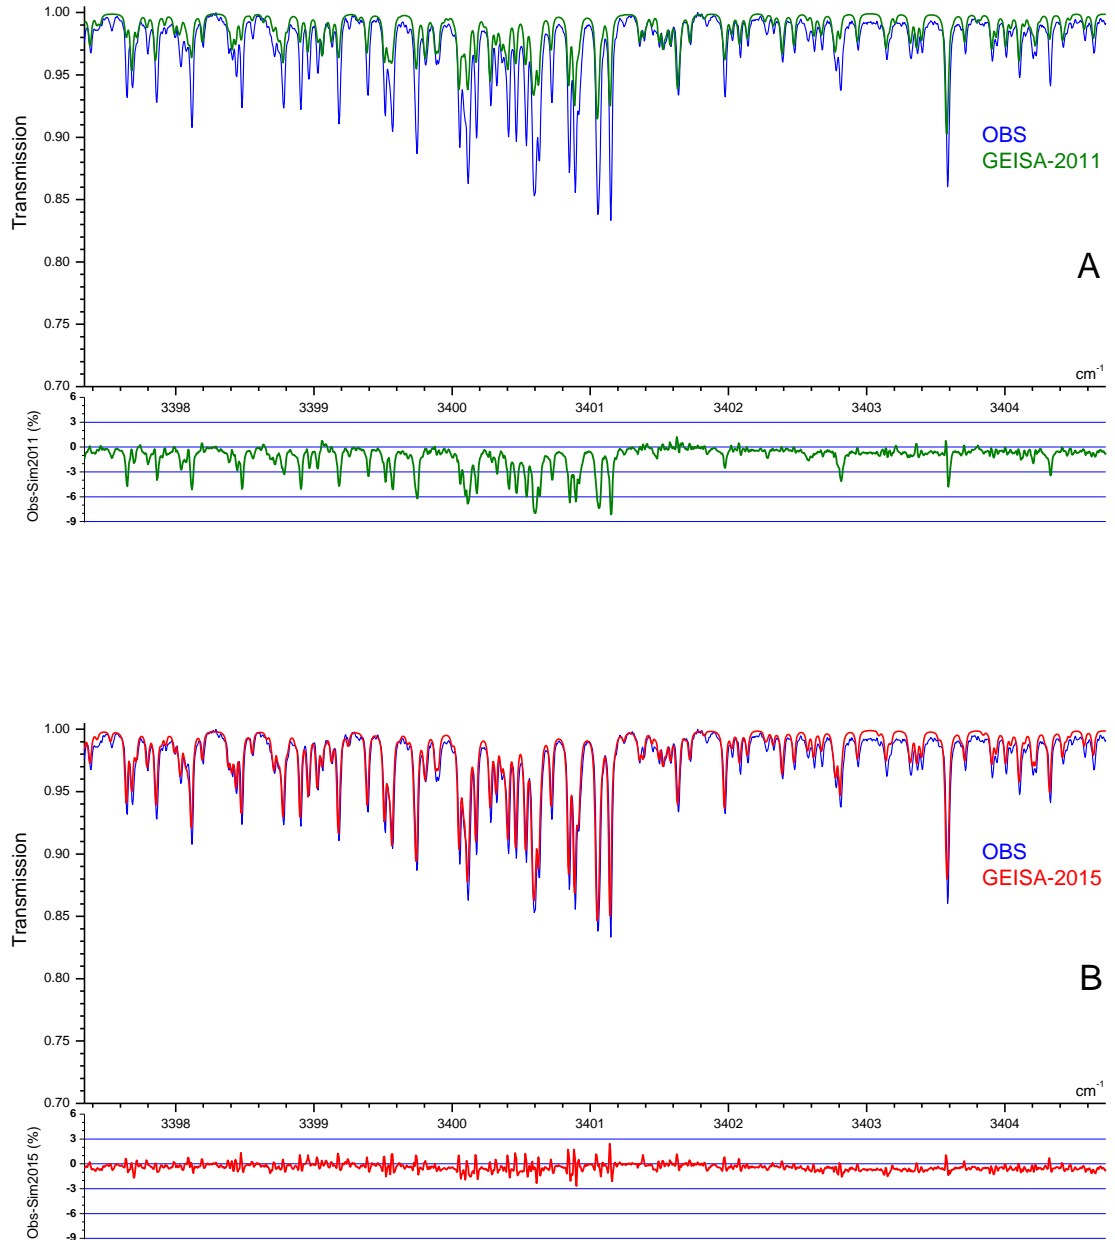 1.00
0.95
0.90
0.85
0.80
0.75
0.70
Transmission
OBS
GEISA-2011
A
cm-1
3398 3399 3400 3401 3402 3403 3404
6
3
0
-3
-6
-9
Obs-Sim2011 (%)
1.00
0.95
0.90
0.85
0.80
0.75
0.70
Transmission
OBS
GEISA-2015
B
cm-1
3398 3399 3400 3401 3402 3403 3404
6
3
0
-3
-6
-9
Obs-Sim2015 (%)